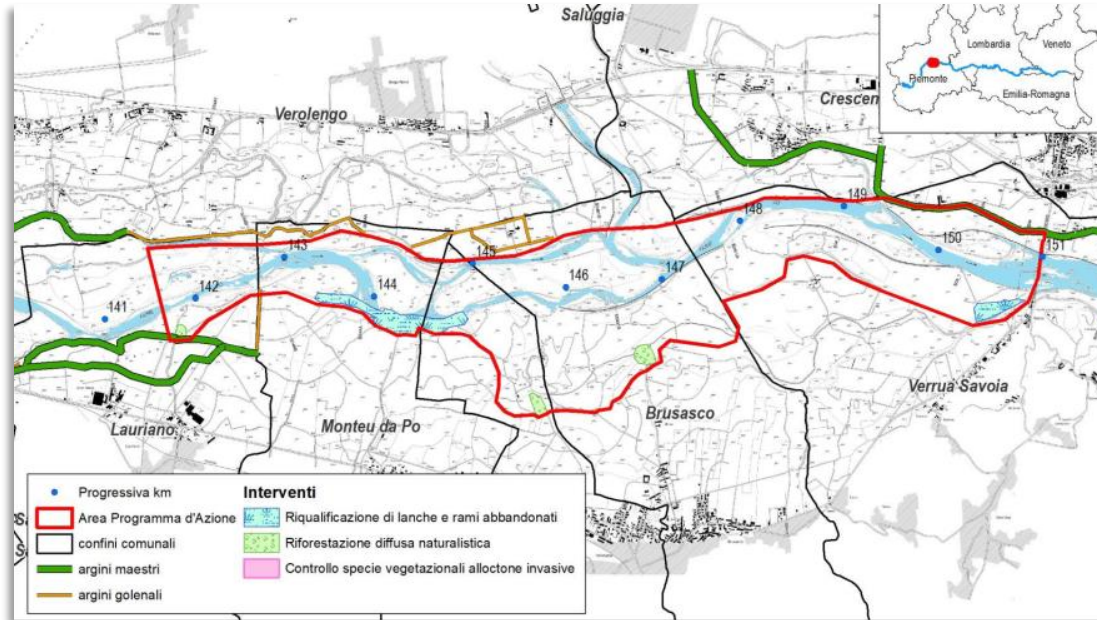 Saluggia
Lombardia
Veneto
Piemonte
Emilia-Romagna
Verolengo
Crescen
149
148
143
145
150
151
144
146
147
142
141
Verrua Savoia
Lauriano
Monteu da Po
Brusasco
Progressiva km
Area Programma d'Azione
confini comunali
argini maestri
argini golenali
Interventi
Riqualificazione di lanche e rami abbandonati
Riforestazione diffusa naturalistica
Controllo specie vegetazionali alloctone invasive